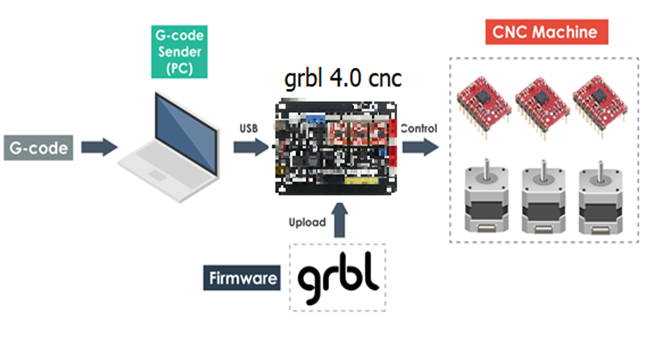 G-code
Sender
(PC)
CNC Machine
grbl 4.0 cnc
USB
Control
G-code
Upload
Firmware
grbl